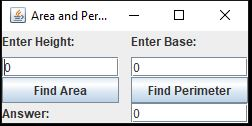 Area and Per...
Enter Height: Enter Base:
0 0
Find Area Find Perimeter
Answer: 0